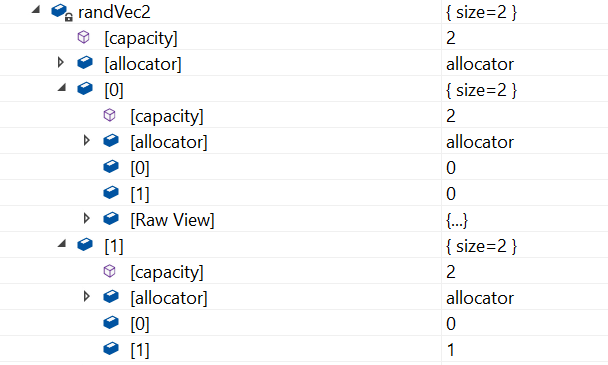 randVec2 { size=2 }
[capacity] 2
[allocator] allocator
[0] { size=2 }
[capacity] 2
[allocator] allocator
[0] 0
[1] 0
[Raw View] {...}
[1] { size=2 }
[capacity] 2
[allocator] allocator
[0] 0
[1] 1